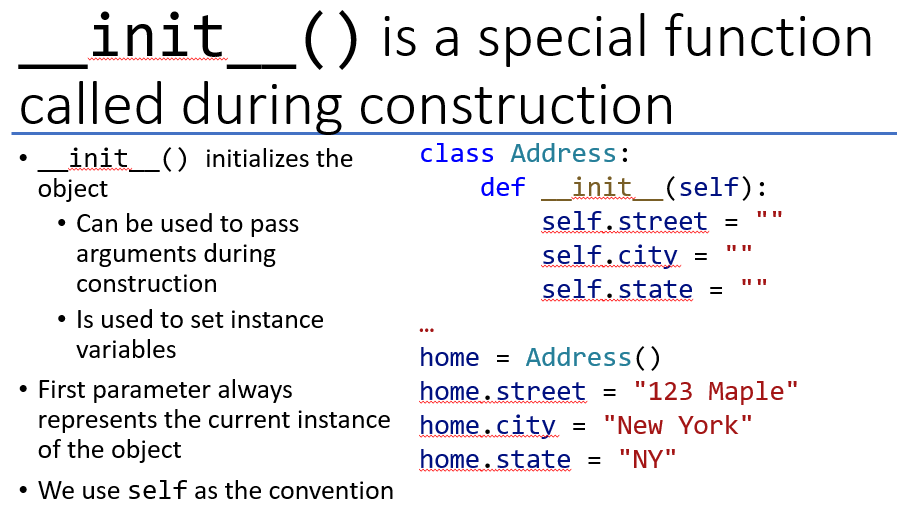 __init__() is a special function
called during construction
• __init__() initializes the
object
• Can be used to pass
arguments during
construction
• Is used to set instance
variables
• First parameter always
represents the current instance
of the object
• We use self as the convention
class Address:
    def __init__(self):
        self.street = ""
        self.city = ""
        self.state = ""
…
home = Address()
home.street = "123 Maple"
home.city = "New York"
home.state = "NY"